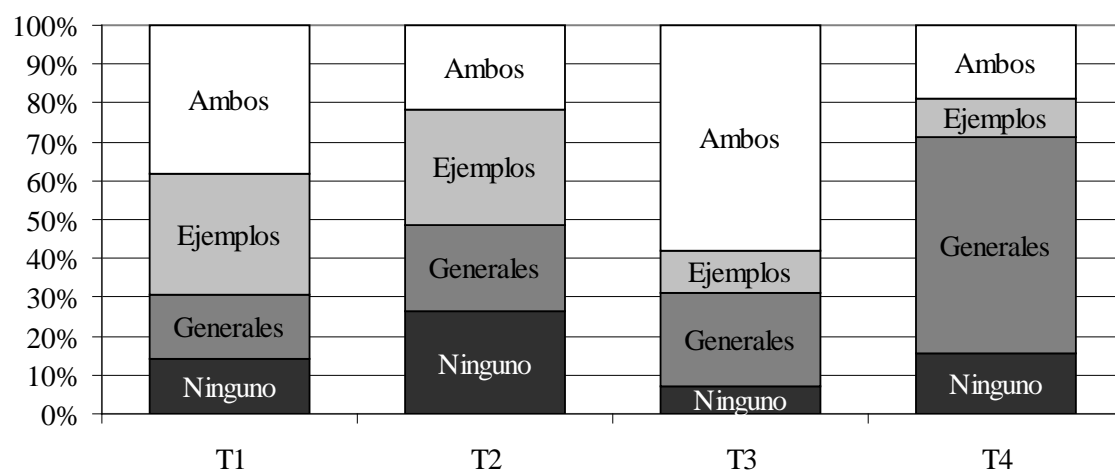 100%
90%
80%
70%
60%
50%
40%
30%
20%
10%
0%
Ambos
Ejemplos
Generales
Ninguno
Ambos
Ejemplos
Generales
Ninguno
Ambos
Ejemplos
Generales
Ninguno
Ambos
Ejemplos
Generales
Ninguno
T1 T2 T3 T4